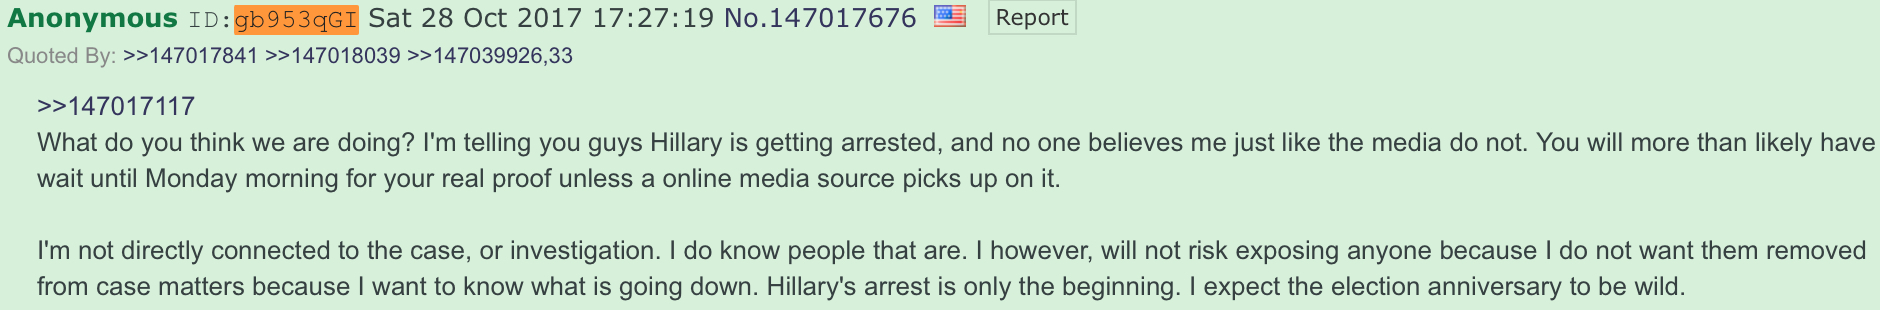 Anonymous ID:gb953qGI Sat 28 Oct 2017 17:27:19 No.147017676 Report
Quoted By: >>147017841 >>147018039 >>147039926,33
>>147017117
What do you think we are doing? I'm telling you guys Hillary is getting arrested, and no one believes me just like the media do not. You will more than likely have
wait until Monday morning for your real proof unless a online media source picks up on it.
I'm not directly connected to the case, or investigation. I do know people that are. I however, will not risk exposing anyone because I do not want them removed
from case matters because I want to know what is going down. Hillary's arrest is only the beginning. I expect the election anniversary to be wild.